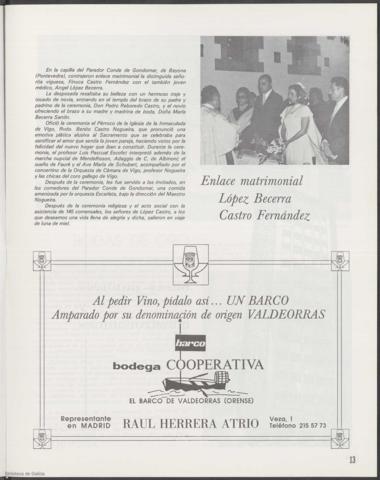 En la capilla del Parador Conde de Gondomar, de Bayona
(Pontevedra), contrajeron enlace matrimonial la distinguida seño-
rita viguesa, Finuca Castro Fernández con el también joven
médico, Angel López Becerra.
La desposada resaltaba su belleza con un hermoso traje y
tocado de novia, entrando en el templo del brazo de su padre y
padrino de la ceremonia, Don Pedro Reboredo Castro, y el novio
ofreciendo el brazo a su madre y madrina de boda, Doña María
Becerra Santín.
Ofició la ceremonia el Párroco de la Iglesia de la Inmaculada
de Vigo, Rvdo. Benito Castro Nogueira, que pronunció una
emotiva plática alusiva al Sacramento que se celebraba para
santificar el amor que sentía la joven pareja, haciendo votos por la
felicidad del nuevo hogar que iban a constituir. Durante la cere-
monia, el profesor Luis Pascual Escofet interpretó además de la
marcha nupcial de Mendelsson, Adaggio de C. de Albinoni; el
sueño de Fauré y el Ave María de Schubert, acompañado por el
concertino de la Orquesta de Cámara de Vigo, profesor Nogueira
y las chicas del coro gallego de Vigo.
Después de la ceremonia, les fue servido a los invitados, en
los comedores del Parador Conde de Gondomar, una comida
amenizada por la orquesta Escarlata, bajo la dirección del Maestro
Nogueira.
Después de la ceremonia religiosa y el acto social con la
asistencia de 145 comensales, los señores de López Castro, a los
que deseamos una vida llena de alegría y dicha, salieron en viaje
de luna de miel.
Enlace matrimonial
López Becerra
Castro Fernández
Al pedir Vino, pídalo así... UN BARCO
Amparado por su denominación de origen VALDEORRAS
barco
bodega COOPERATIVA
EL BARCO DE VALDEORRAS (ORENSE)
Representante
en MADRID
RAUL HERRERA ATRIO
Veza, 1
Teléfono 215 57 73
13
Biblioteca de Galicia